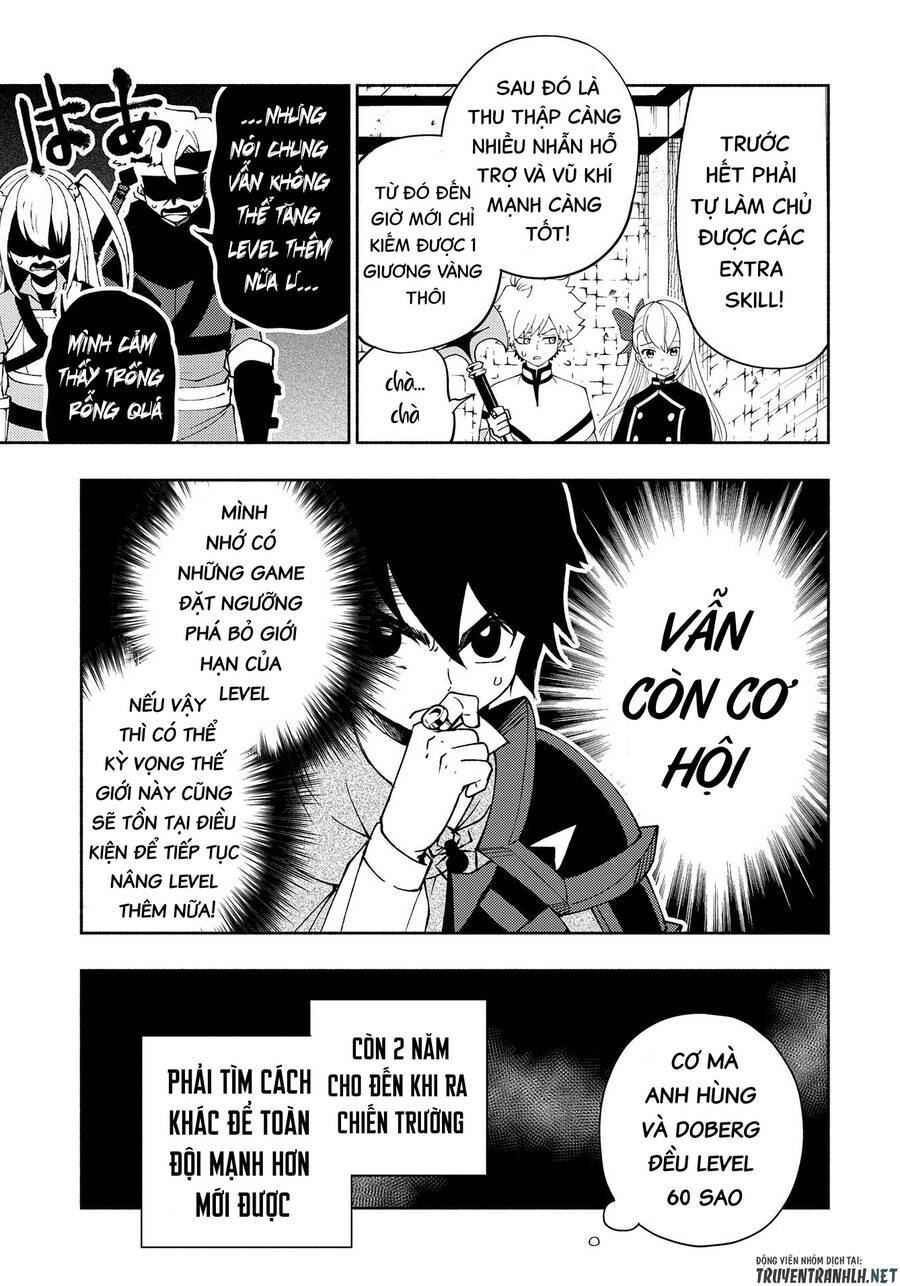 TRƯỚC
HẾT PHẢI
TỰ LÀM CHỦ
ĐƯỢC CÁC
EXTRA
SKILL!
SAU ĐÓ LÀ
THU THẬP CÀNG
NHIỀU NHẪN HỖ
TRỢ VÀ VŨ KHÍ
MẠNH CÀNG
TỐT!
TỪ ĐÓ ĐẾN
GIỜ MỚI CHỈ
KIẾM ĐƯỢC 1
GIƯƠNG VÀNG
THÔI
chà...
chà
...NHƯNG
NÓI CHUNG
VẪN KHÔNG
THỂ TĂNG
LEVEL THÊM
NỮA Ư...
はあ
MÌNH CẢM
THẤY TRỐNG
RỖNG QUÁ
VẪN
CÒN CƠ
HỘI
MÌNH
NHỚ CÓ
NHỮNG GAME
ĐẶT NGƯỠNG
PHÁ BỎ GIỚI
HẠN CỦA
LEVEL
NẾU VẬY
THÌ CÓ THỂ
KỲ VỌNG THẾ
GIỚI NÀY CŨNG
SẼ TỒN TẠI ĐIỀU
KIỆN ĐỂ TIẾP TỤC
NÂNG LEVEL
THÊM NỮA!
CƠ MÀ
ANH HÙNG
VÀ DOBERG
ĐỀU LEVEL
60 SAO
CÒN 2 NĂM
CHO ĐẾN KHI RA
CHIẾN TRƯỜNG
PHẢI TÌM CÁCH
KHÁC ĐỂ TOÀN
ĐỘI MẠNH HƠN
MỚI ĐƯỢC
ĐỘNG VIÊN NHÓM DỊCH TẠI:
TRUYENTRANHLH.NET